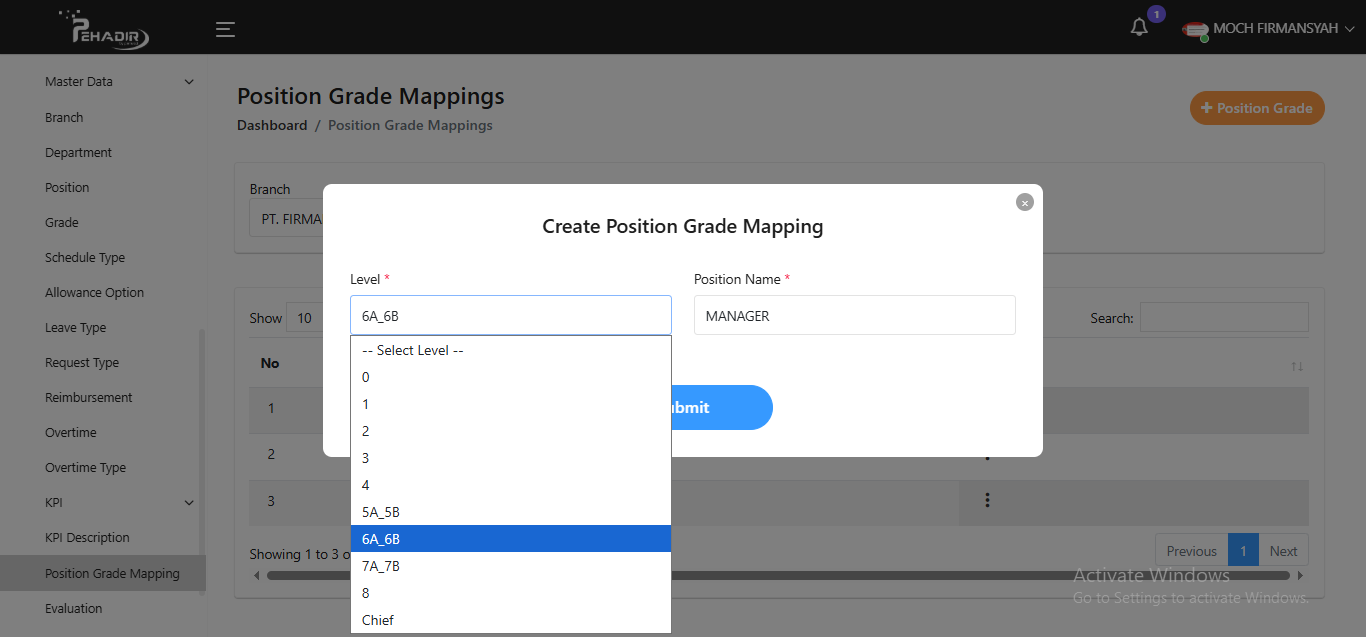 PEHADIR
1
MOCH FIRMANSYAH
Master Data
Branch
Department
Position
Grade
Schedule Type
Allowance Option
Leave Type
Request Type
Reimbursement
Overtime
Overtime Type
KPI
KPI Description
Position Grade Mapping
Evaluation
Position Grade Mappings
Dashboard / Position Grade Mappings
+ Position Grade
Branch
PT. FIRMA
Show 10
Search:
No
1
2
3
Showing 1 to 3 o
Previous 1 Next
Create Position Grade Mapping
×
Level *
6A_6B
Position Name *
MANAGER
-- Select Level --
0
1
2
3
4
5A_5B
6A_6B
7A_7B
8
Chief
bmit
Activate Windows
Go to Settings to activate Windows.